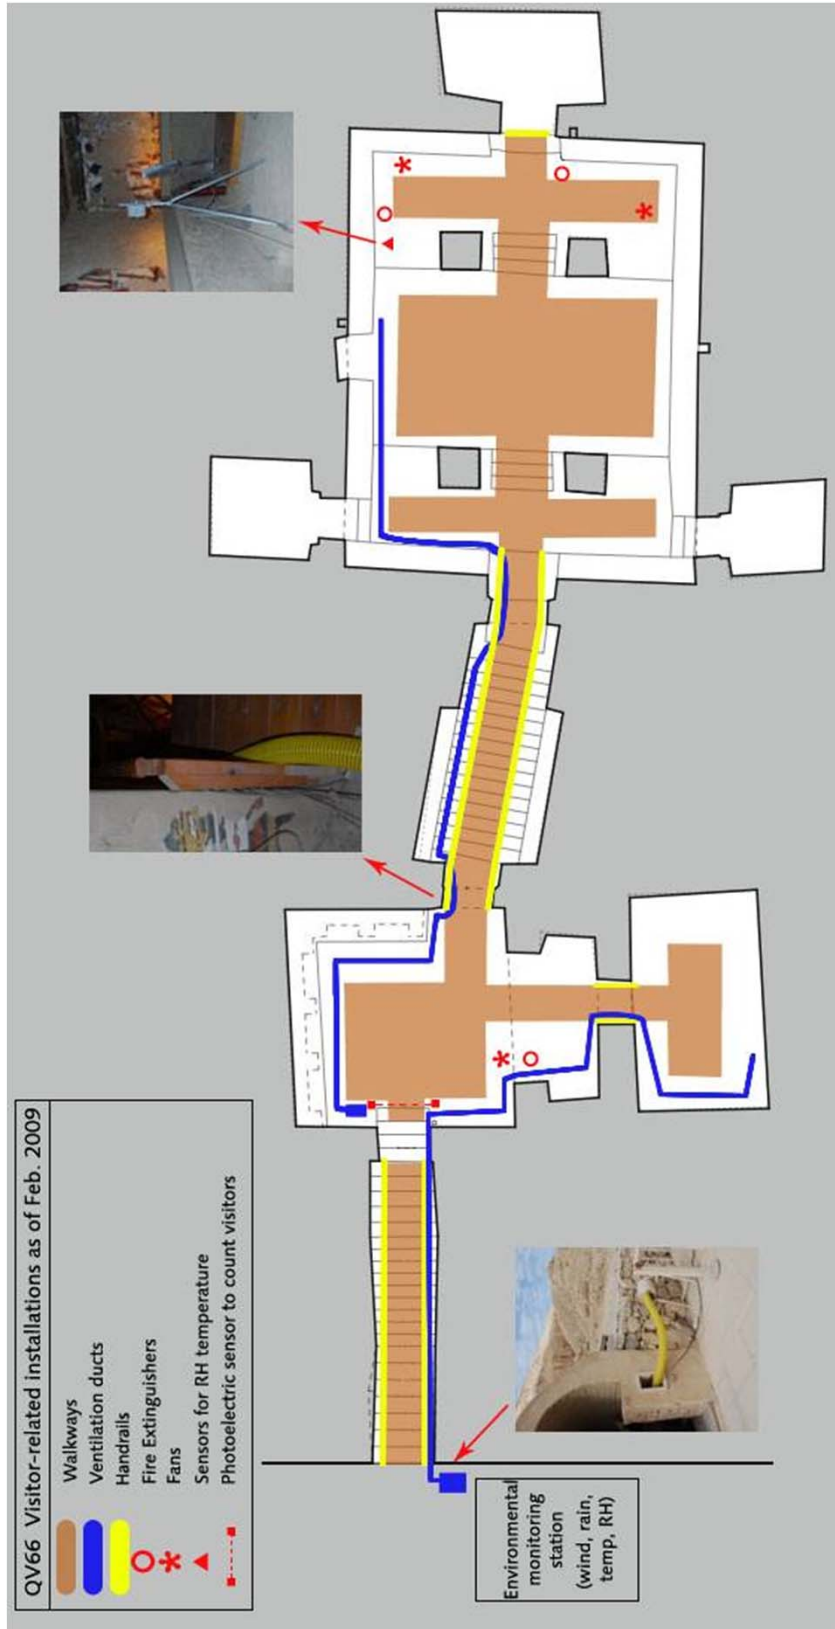 QV66 Visitor-related installations as of Feb. 2009
Walkways
Ventilation ducts
Handrails
Fire Extinguishers
Fans
Sensors for RH temperature
Photoelectric sensor to count visitors
Environmental
monitoring
station
(wind, rain,
temp, RH)